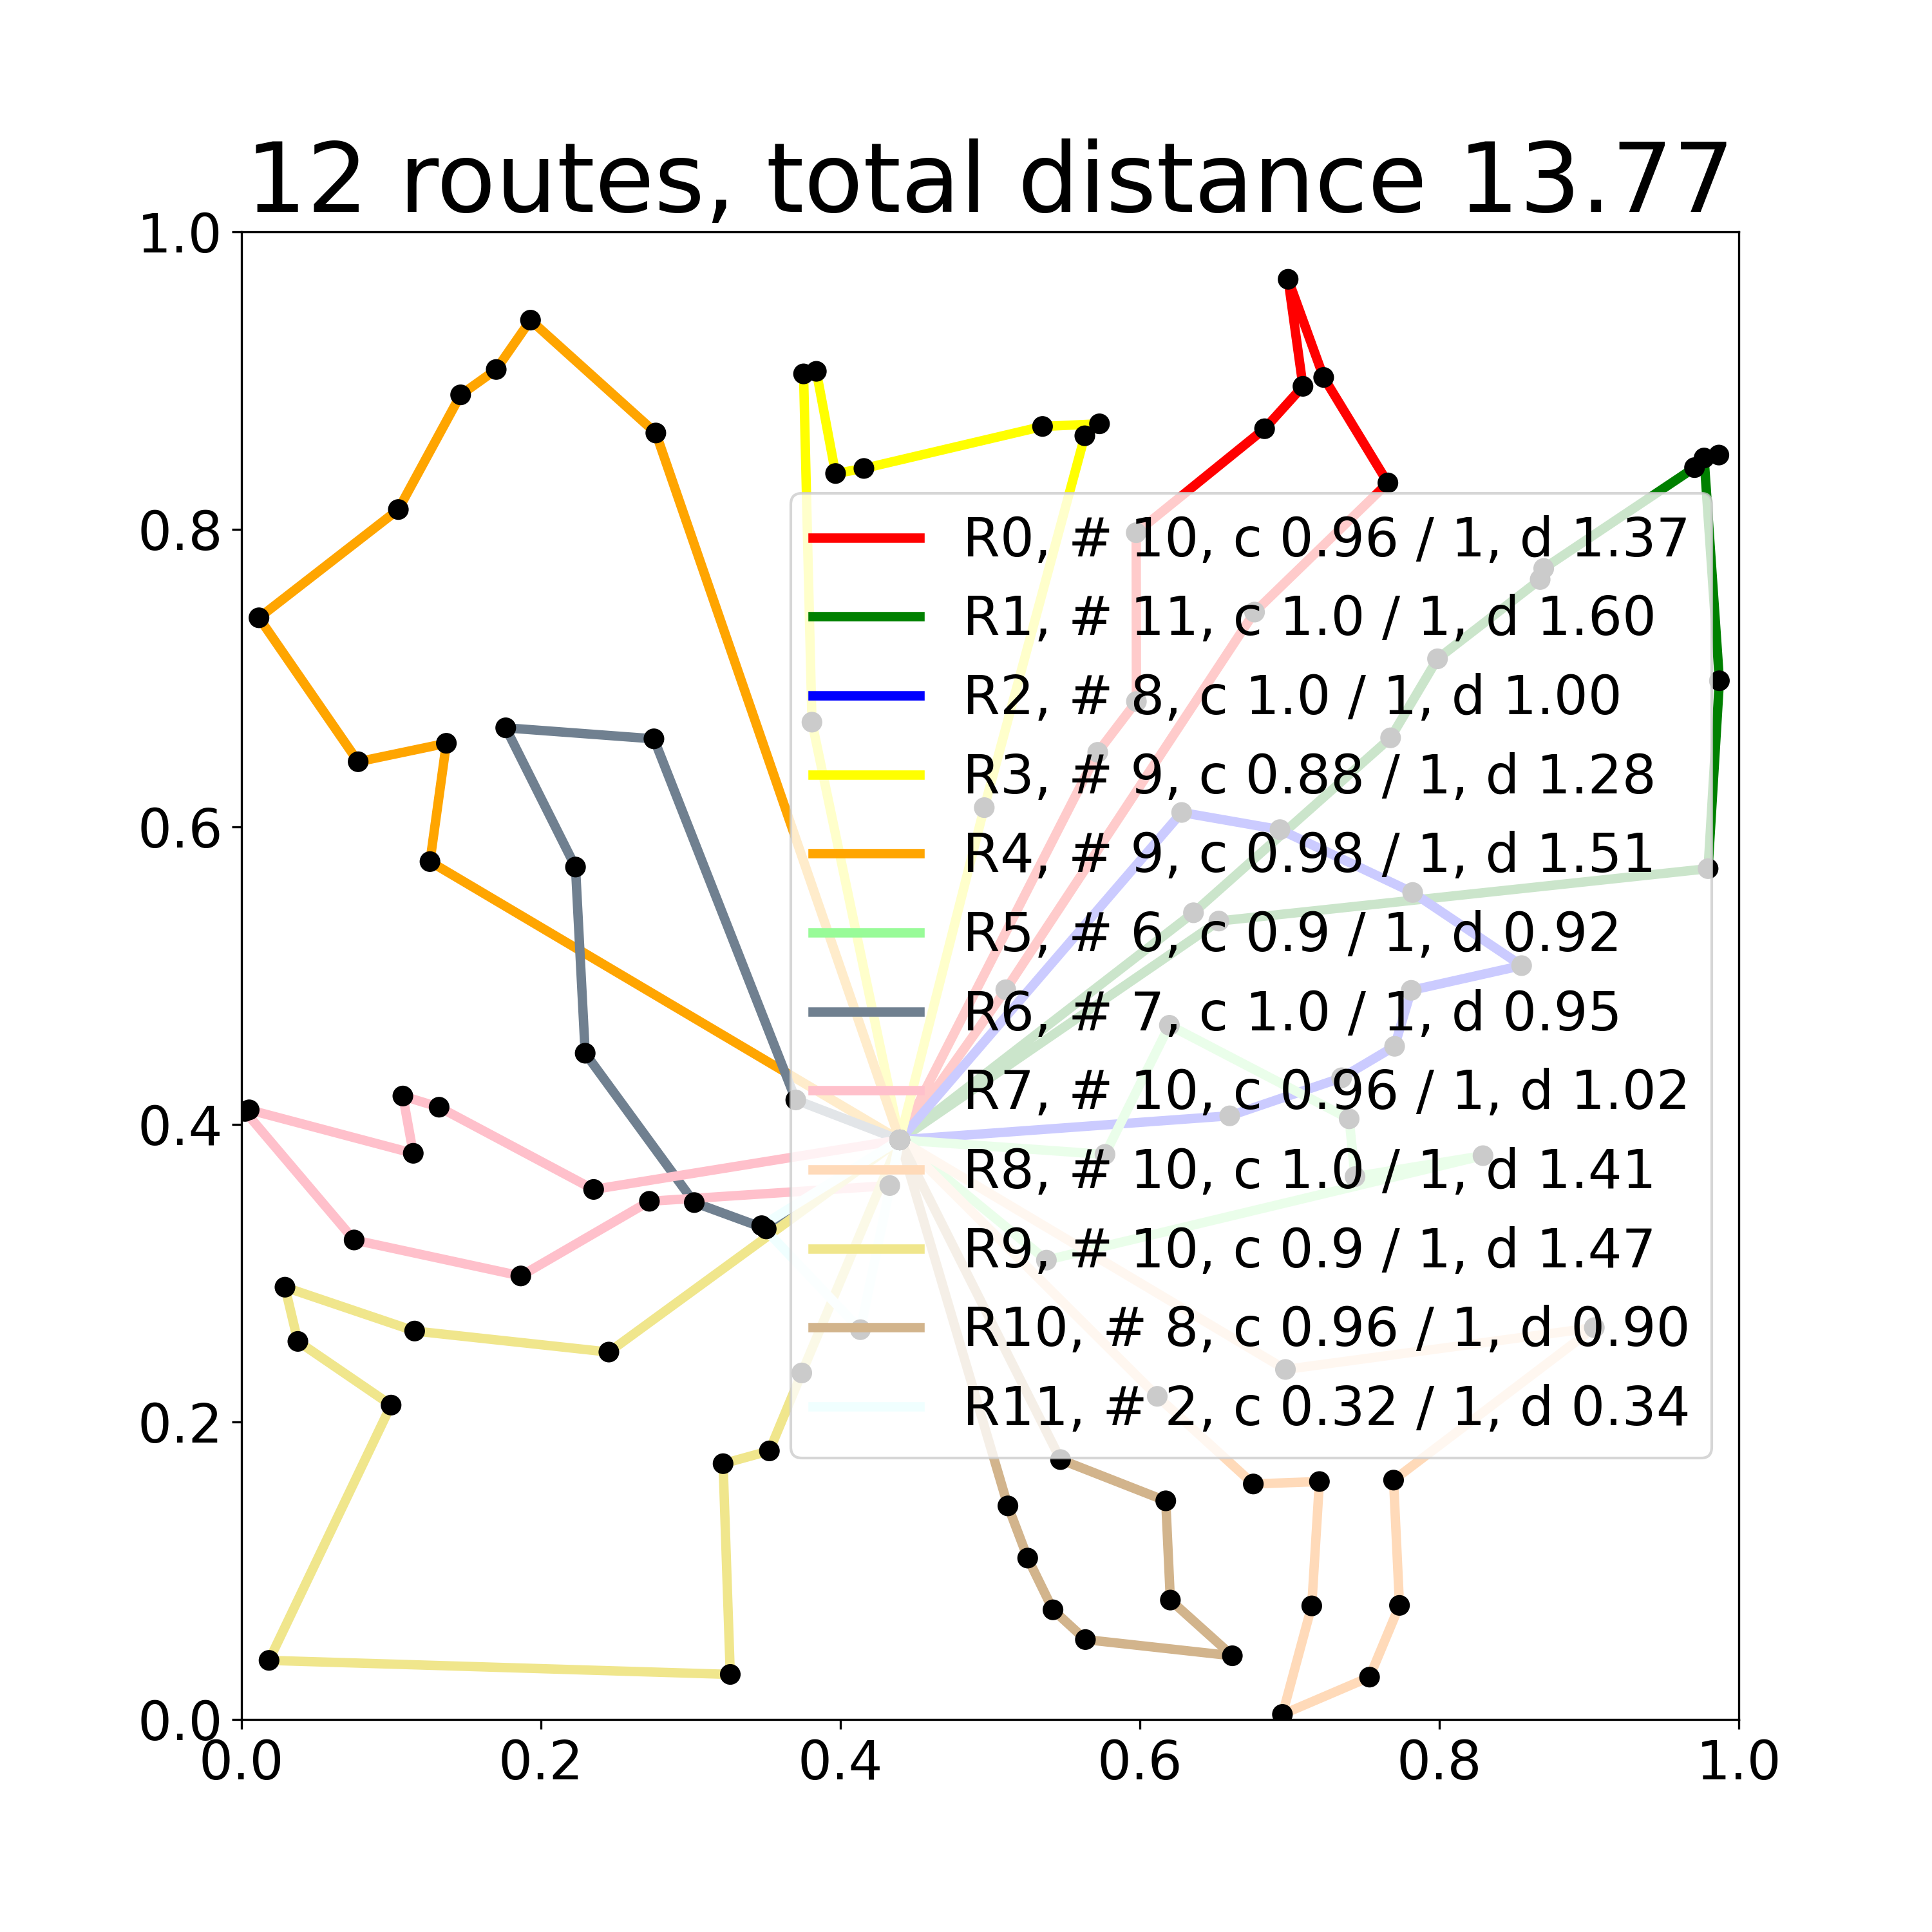 12 routes, total distance 13.77
1.0
0.8
0.6
0.4
0.2
0.0
R0, # 10, c 0.96 / 1, d 1.37
R1, # 11, c 1.0 / 1, d 1.60
R2, # 8, c 1.0 / 1, d 1.00
R3, # 9, c 0.88 / 1, d 1.28
R4, # 9, c 0.98 / 1, d 1.51
R5, # 6, c 0.9 / 1, d 0.92
R6, # 7, c 1.0 / 1, d 0.95
R7, # 10, c 0.96 / 1, d 1.02
R8, # 10, c 1.0 / 1, d 1.41
R9, # 10, c 0.9 / 1, d 1.47
R10, # 8, c 0.96 / 1, d 0.90
R11, # 2, c 0.32 / 1, d 0.34
0.0 0.2 0.4 0.6 0.8 1.0